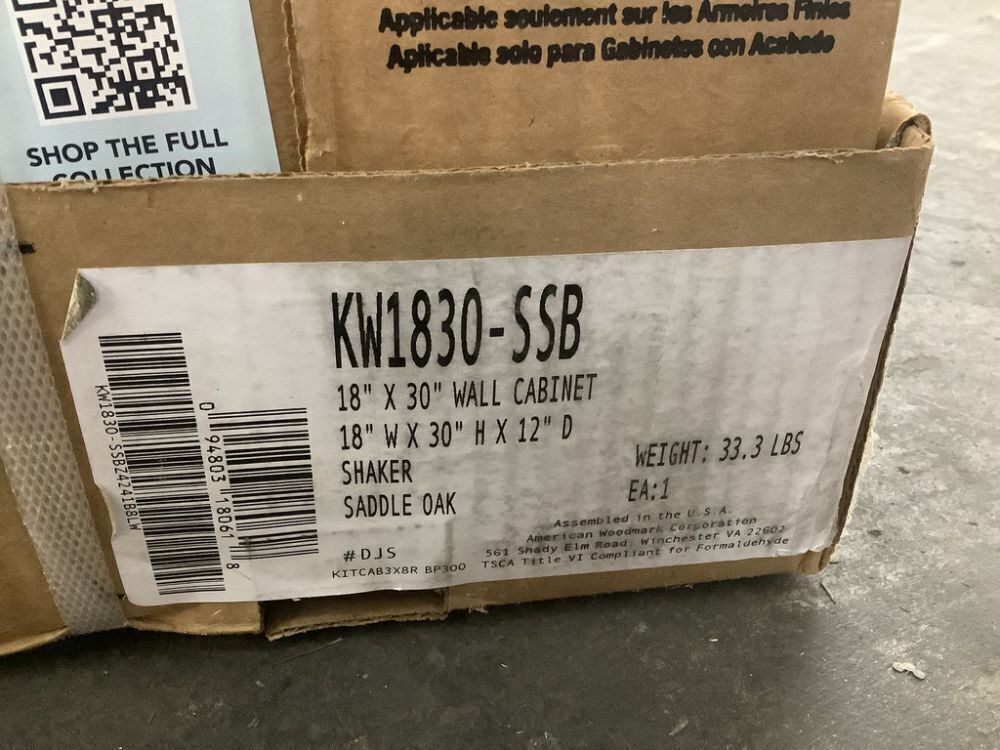 Applicable seulement sur les Armoires Finies
Aplicable solo para Gabinetes con Acabado
SHOP THE FULL
COLLECTION
KW1830-SSB
18" X 30" WALL CABINET
18" W X 30" H X 12" D
SHAKER
SADDLE OAK
WEIGHT: 33.3 LBS
EA:1
Assembled in the U.S.A.
American Woodmark Corporation
561 Shady Elm Road, Winchester VA 22602
TSCA Title VI Compliant for Formaldehyde
#DJS
KITCAB3X8R BP300
KW1830-SSBZ4241B8LW
0 94803 18061 8